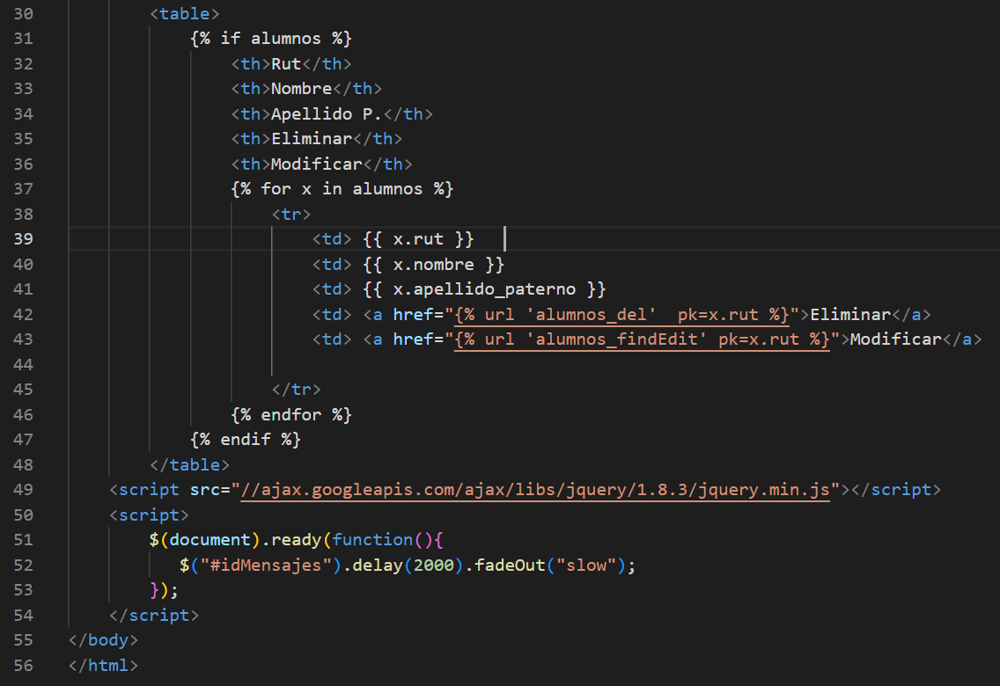 30 <table>
31 {% if alumnos %}
32 <th>Rut</th>
33 <th>Nombre</th>
34 <th>Apellido P.</th>
35 <th>Eliminar</th>
36 <th>Modificar</th>
37 {% for x in alumnos %}
38 <tr>
39 <td> {{ x.rut }}
40 <td> {{ x.nombre }}
41 <td> {{ x.apellido_paterno }}
42 <td> <a href="{% url 'alumnos_del'  pk=x.rut %}">Eliminar</a>
43 <td> <a href="{% url 'alumnos_findEdit' pk=x.rut %}">Modificar</a>
44
45 </tr>
46 {% endfor %}
47 {% endif %}
48 </table>
49 <script src="//ajax.googleapis.com/ajax/libs/jquery/1.8.3/jquery.min.js"></script>
50 <script>
51 $(document).ready(function(){
52 $("#idMensajes").delay(2000).fadeOut("slow");
53 });
54 </script>
55 </body>
56 </html>